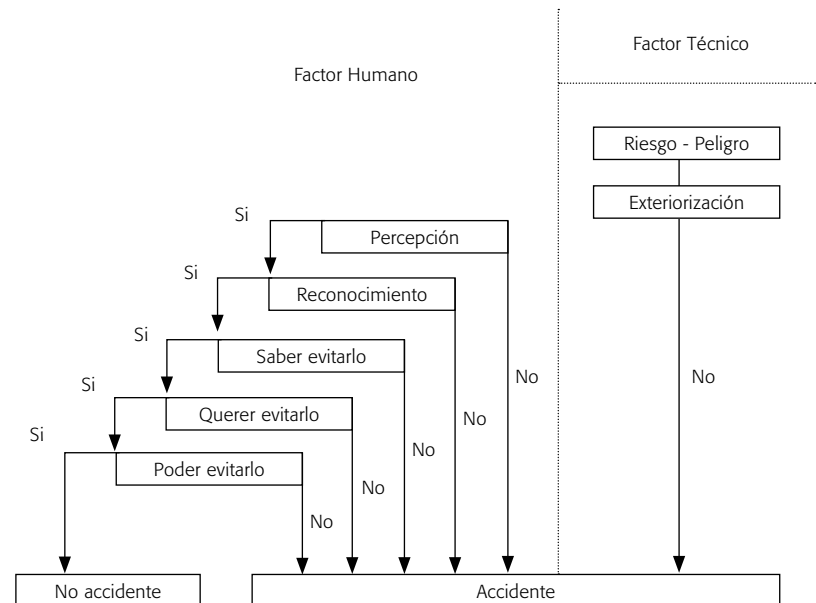 Factor Técnico
Factor Humano
Riesgo - Peligro
Exteriorización
Si
Percepción
Si
Reconocimiento
Si
Saber evitarlo
No
No
Si
Querer evitarlo
No
Si
No
Poder evitarlo
No
No
No accidente
Accidente